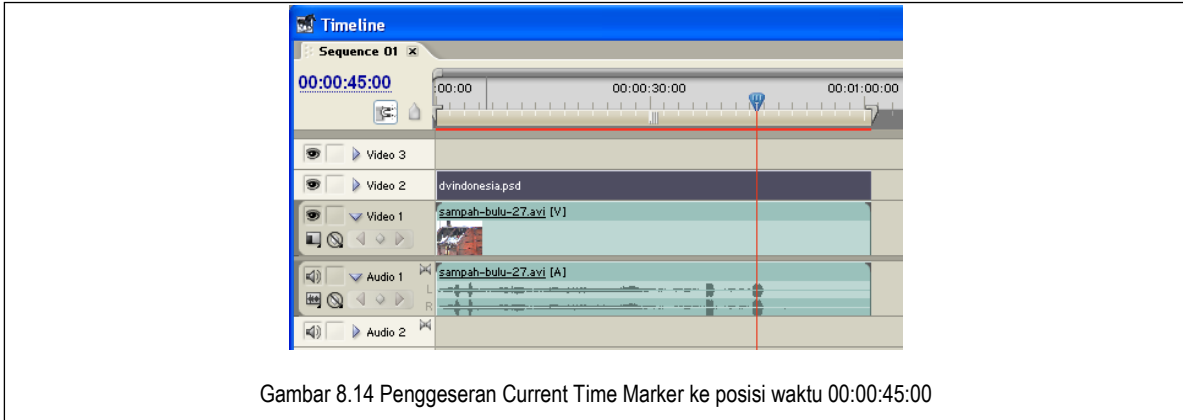 Timeline
Sequence 01
00:00:45:00
:00:00 00:00:30:00 00:01:00:00
Video 3
Video 2
dvindonesia.psd
Video 1
sampah-bulu-27.avi [V]
Audio 1
sampah-bulu-27.avi [A]
L
R
Audio 2
Gambar 8.14 Penggeseran Current Time Marker ke posisi waktu 00:00:45:00